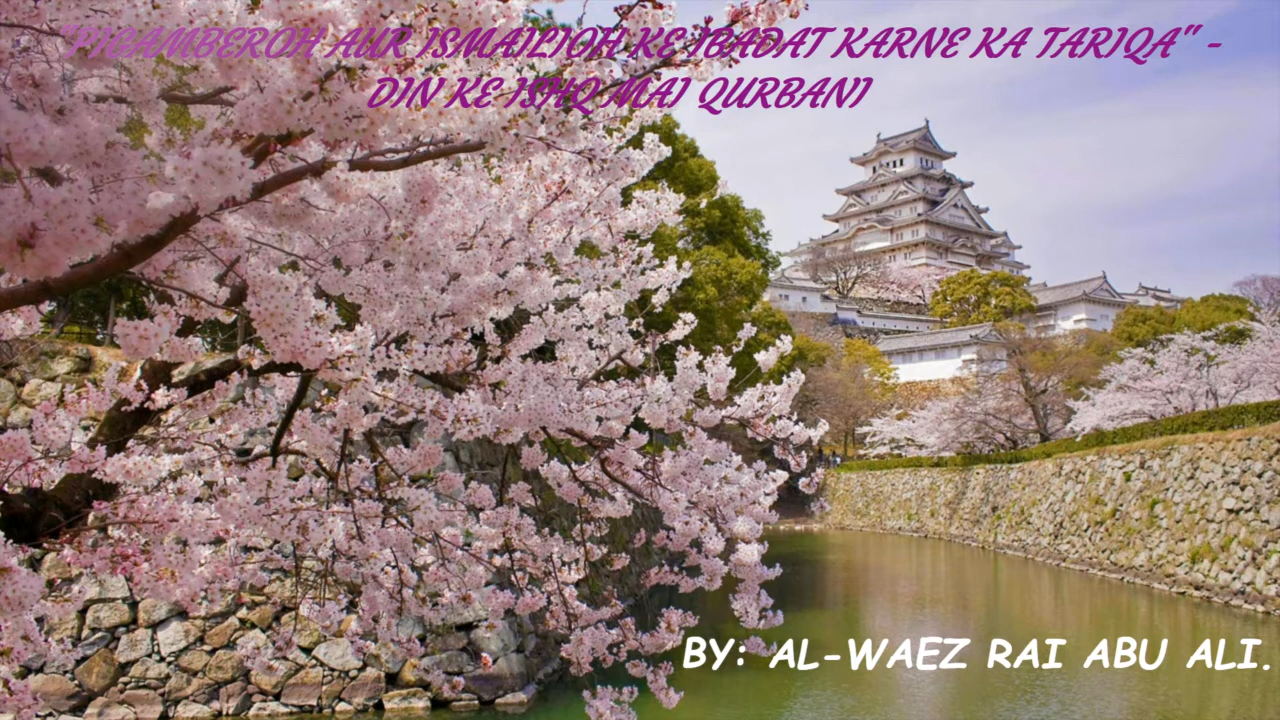 "PIGAMBEROH AUR ISMAILIOH KE IBADAT KARNE KA TARIQA" -
DIN KE ISHQ MAI QURBANI
BY: AL-WAEZ RAI ABU ALI.